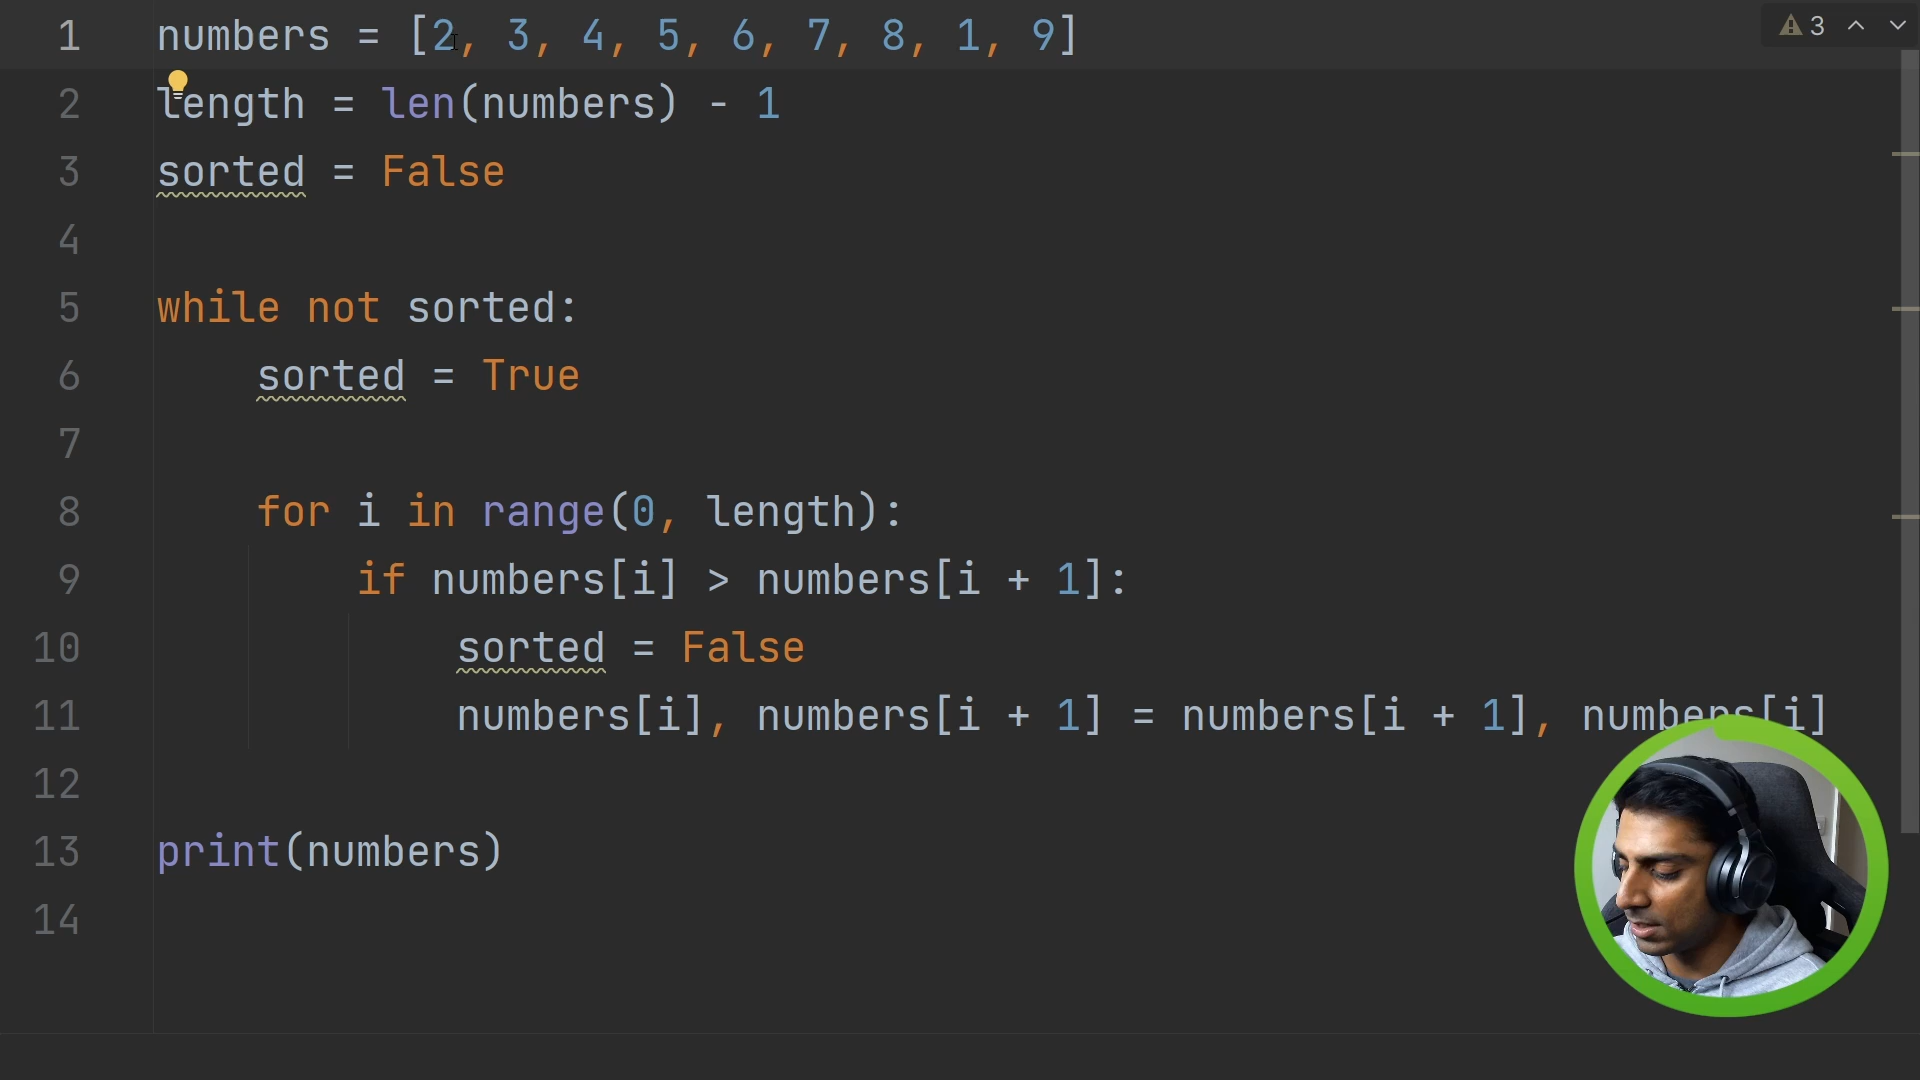 1 numbers = [2, 3, 4, 5, 6, 7, 8, 1, 9]
3
2 length = len(numbers) - 1
3 sorted = False
4
5 while not sorted:
6 sorted = True
7
8 for i in range(0, length):
9 if numbers[i] > numbers[i + 1]:
10 sorted = False
11 numbers[i], numbers[i + 1] = numbers[i + 1], numbers[i]
12
13 print(numbers)
14